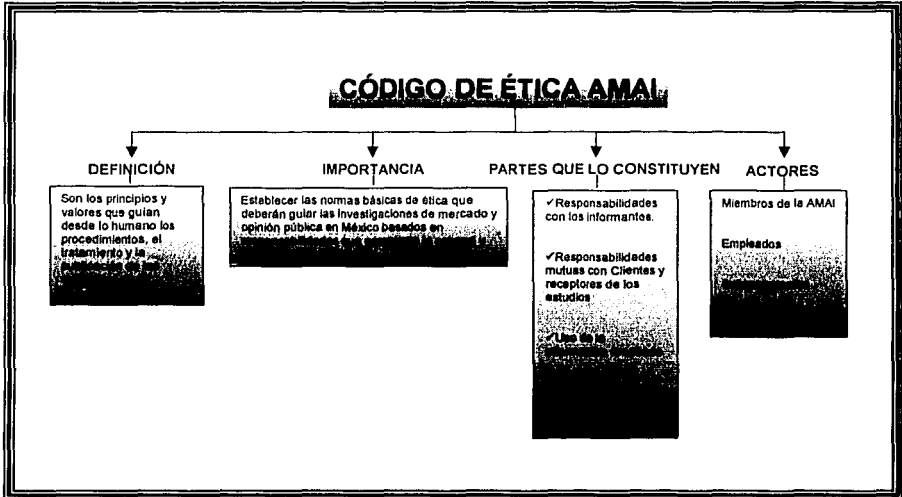 CÓDIGO DE ÉTICA AMAI
DEFINICIÓN
Son los principios y
valores que guían
desde lo humano los
procedimientos, el
tratamiento y la
IMPORTANCIA
Establecer las normas básicas de ética que
deberán guiar las investigaciones de mercado y
opinión pública en México basados en
PARTES QUE LO CONSTITUYEN
✓Responsabilidades
con los informantes.
✓Responsabilidades
mutuas con Clientes y
receptores de los
estudios
✓Uso de la
ACTORES
Miembros de la AMAI
Empleados